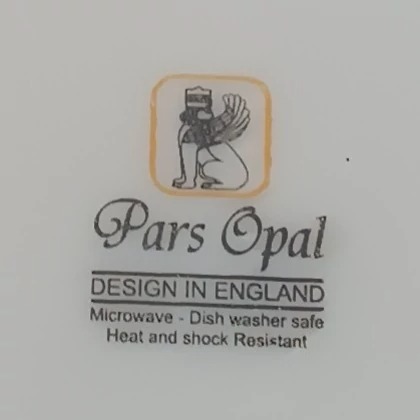 Pars Opal
DESIGN IN ENGLAND
Microwave - Dish washer safe
Heat and shock Resistant